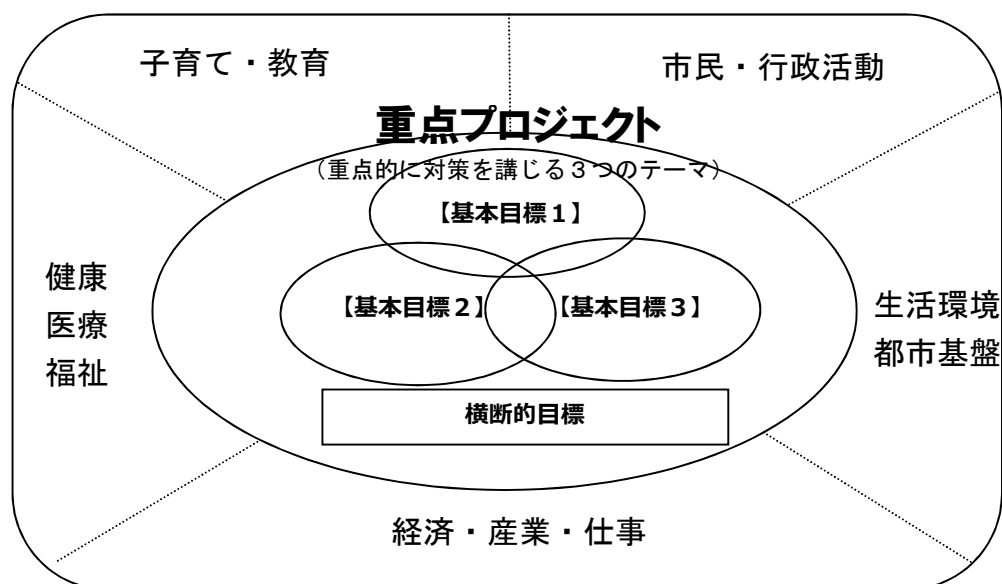 子育て・教育
市民・行政活動
重点プロジェクト
（重点的に対策を講じる３つのテーマ）
【基本目標１】
健康
医療
福祉
【基本目標２】
【基本目標３】
生活環境
都市基盤
横断的目標
経済・産業・仕事